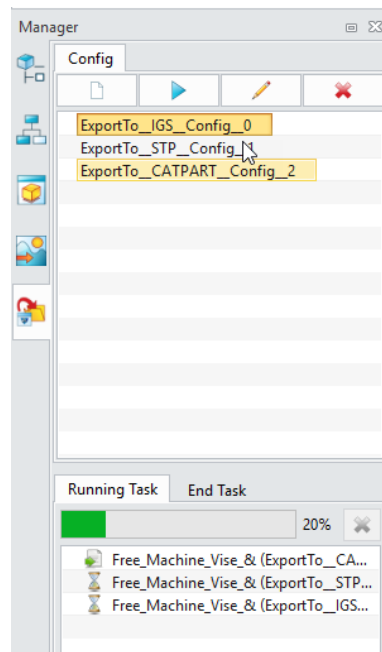 Manager
Config
ExportTo__IGS__Config__0
ExportTo__STP__Config__1
ExportTo__CATPART__Config__2
Running Task
End Task
20%
Free_Machine_Vise_& (ExportTo__CA...
Free_Machine_Vise_& (ExportTo__STP...
Free_Machine_Vise_& (ExportTo__IGS...